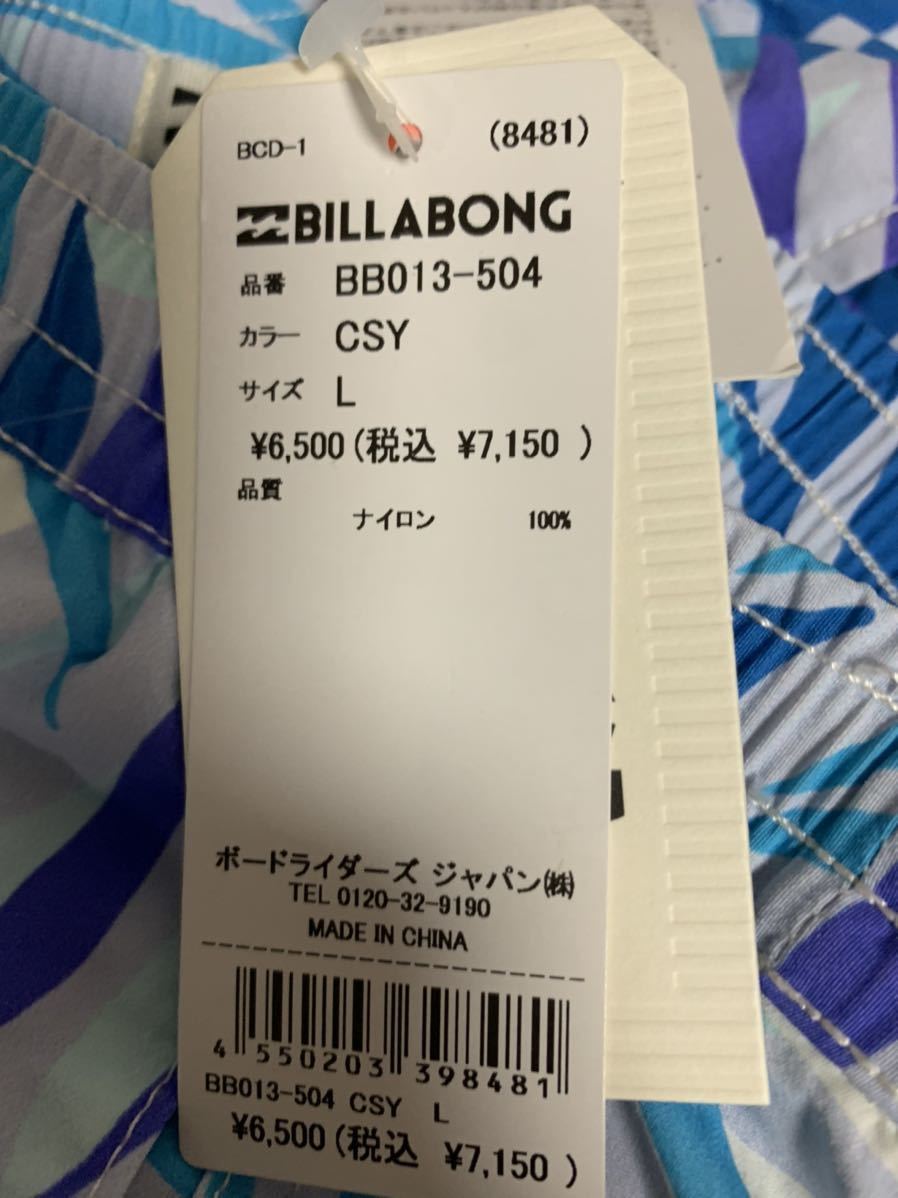 BCD-1 (8481)
BILLABONG
品番 BB013-504
カラー CSY
サイズ L
¥6,500(税込 ¥7,150 )
品質
ナイロン 100%
ボードライダーズ ジャパン㈱
TEL 0120-32-9190
MADE IN CHINA
4 550203 398481
BB013-504 CSY L
¥6,500(税込 ¥7,150 )